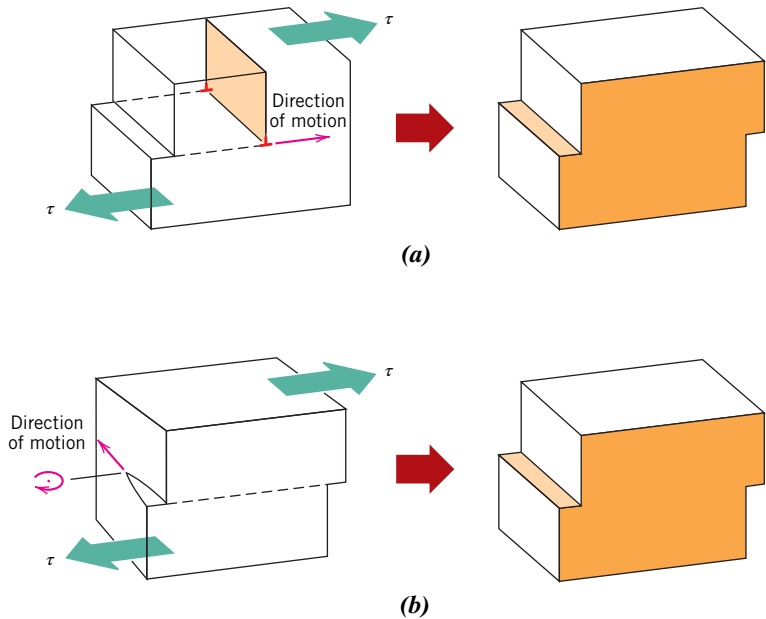 τ
Direction
of motion
τ
(a)
τ
Direction
of motion
τ
(b)